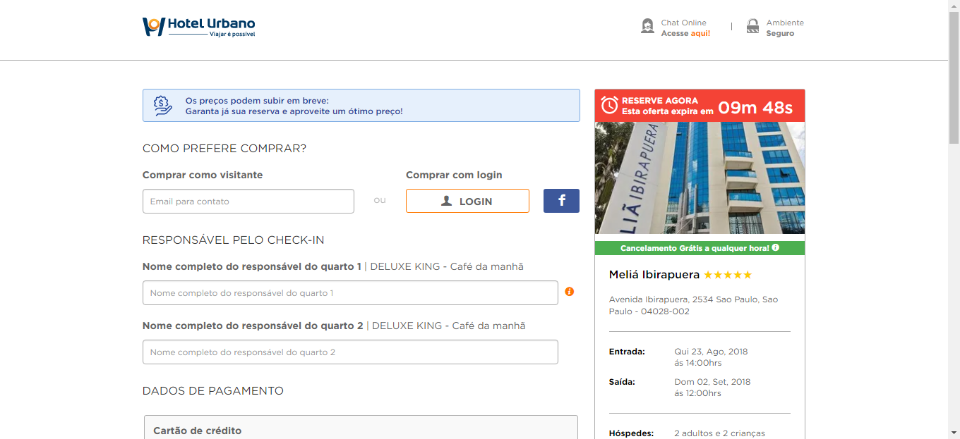 Hotel Urbano
Viajar é possível
Chat Online
Acesse aqui!
Ambiente
Seguro
Os preços podem subir em breve:
Garanta já sua reserva e aproveite um ótimo preço!
COMO PREFERE COMPRAR?
Comprar como visitante
Email para contato
OU
Comprar com login
LOGIN
f
RESPONSÁVEL PELO CHECK-IN
Nome completo do responsável do quarto 1 | DELUXE KING - Café da manhã
Nome completo do responsável do quarto 1
Nome completo do responsável do quarto 2 | DELUXE KING - Café da manhã
Nome completo do responsável do quarto 2
DADOS DE PAGAMENTO
Cartão de crédito
RESERVE AGORA
Esta oferta expira em 09m 48s
LIÃ IBIRAPUERA
Cancelamento Grátis a qualquer hora!
Meliá Ibirapuera
Avenida Ibirapuera, 2534 Sao Paulo, Sao
Paulo - 04028-002
Entrada: Qui 23, Ago, 2018
ás 14:00hrs
Saída: Dom 02, Set, 2018
ás 12:00hrs
Hóspedes: 2 adultos e 2 crianças